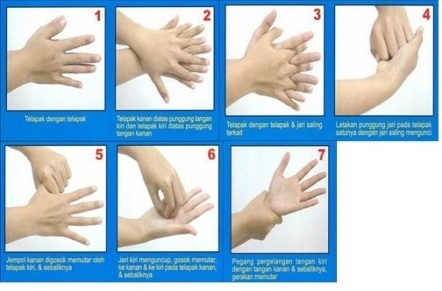 1
Telapak dengan telapak
2
Telapak kanan diatas punggung tangan
kiri dan telapak kiri diatas punggung
tangan kanan
3
Telapak dengan telapak & jari saling
terkait
4
Letakan punggung jari pada telapak
satunya dengan jari saling mengunci
5
Jempol kanan digosok memutar oleh
telapak kiri, & sebaliknya
6
Jari kiri menguncup, gosok memutar,
ke kanan & ke kiri pada telapak kanan,
& sebaliknya
7
Pegang pergelangan tangan kiri
dengan tangan kanan & sebaliknya,
gerakan memutar